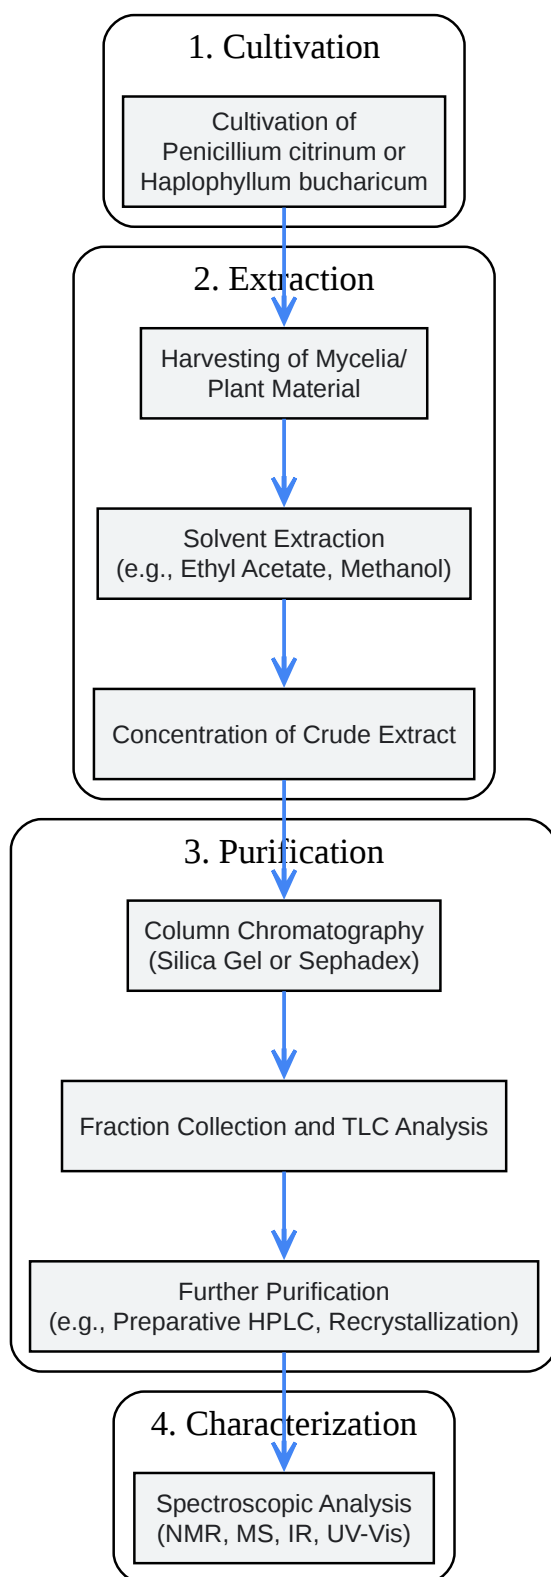 1. Cultivation
Cultivation of
Penicillium citrinum or
Haplophyllum bucharicum
2. Extraction
Harvesting of Mycelia/
Plant Material
Solvent Extraction
(e.g., Ethyl Acetate, Methanol)
Concentration of Crude Extract
3. Purification
Column Chromatography
(Silica Gel or Sephadex)
Fraction Collection and TLC Analysis
Further Purification
(e.g., Preparative HPLC, Recrystallization)
4. Characterization
Spectroscopic Analysis
(NMR, MS, IR, UV-Vis)